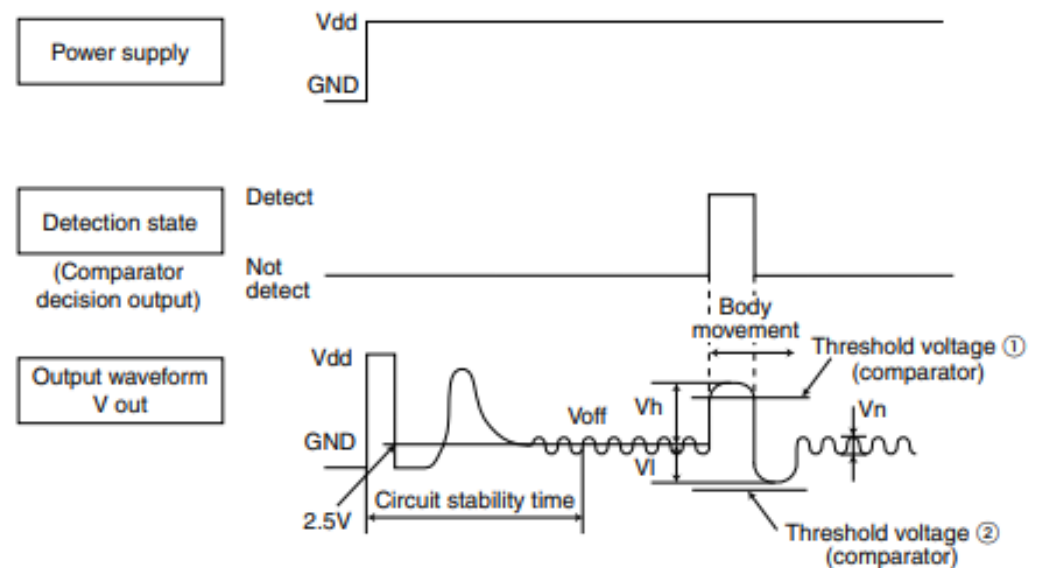 Power supply
Vdd
GND
Detection state
(Comparator
decision output)
Detect
Not
detect
Body
movement
Output waveform
V out
Vdd
GND
2.5V
Circuit stability time
Voff
Vh
Vl
Threshold voltage ①
(comparator)
Vn
Threshold voltage ②
(comparator)